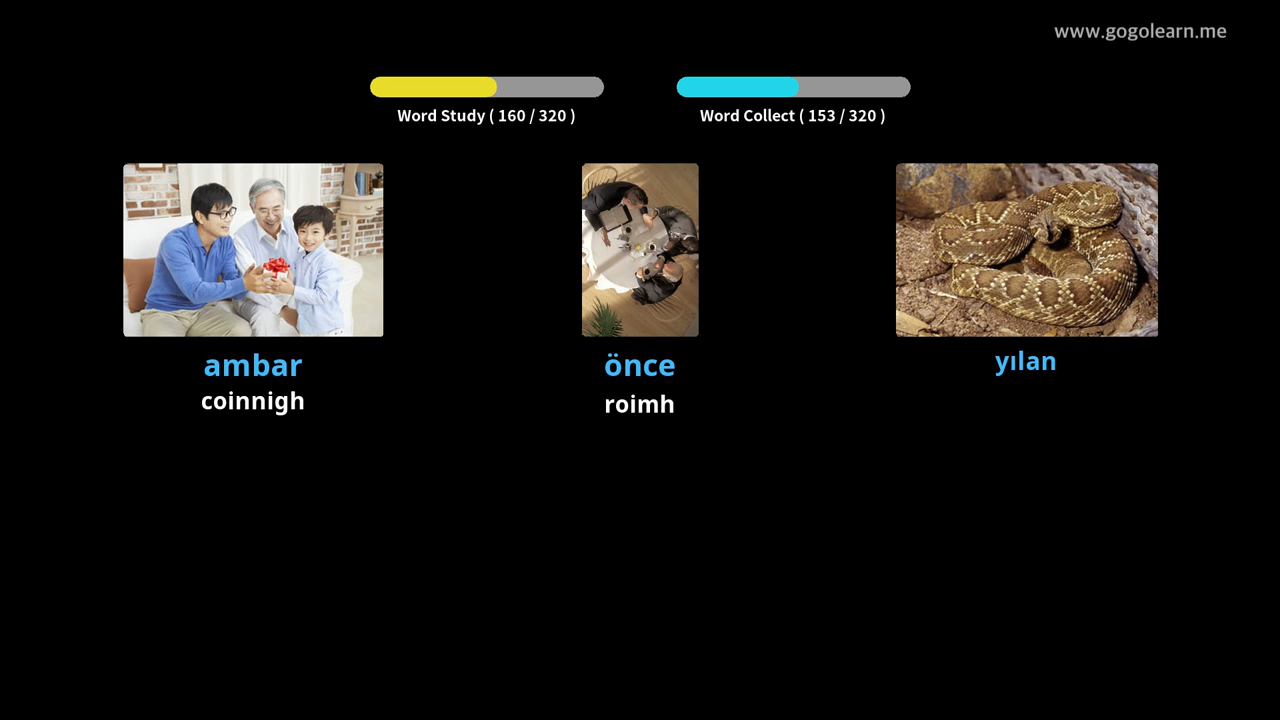 www.gogolearn.me
Word Study ( 160 / 320 )
Word Collect ( 153 / 320 )
ambar
coinnigh
önce
roimh
yılan